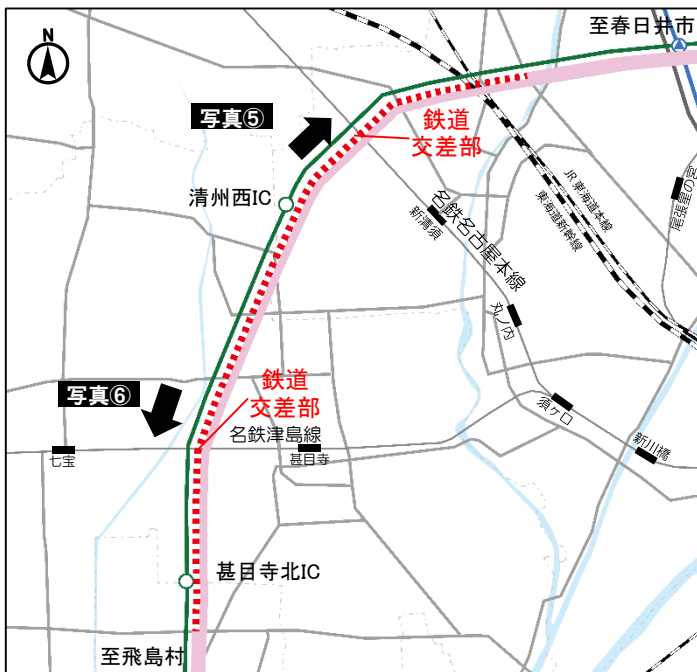 至春日井市
N
写真⑤
鉄道
交差部
清州西IC
名鉄名古屋本線
新清須
JR 東海道本線
東海道新幹線
尾張星の宮
丸ノ内
写真⑥
鉄道
交差部
須ケ口
名鉄津島線
七宝
甚目寺
新川橋
甚目寺北IC
至飛島村